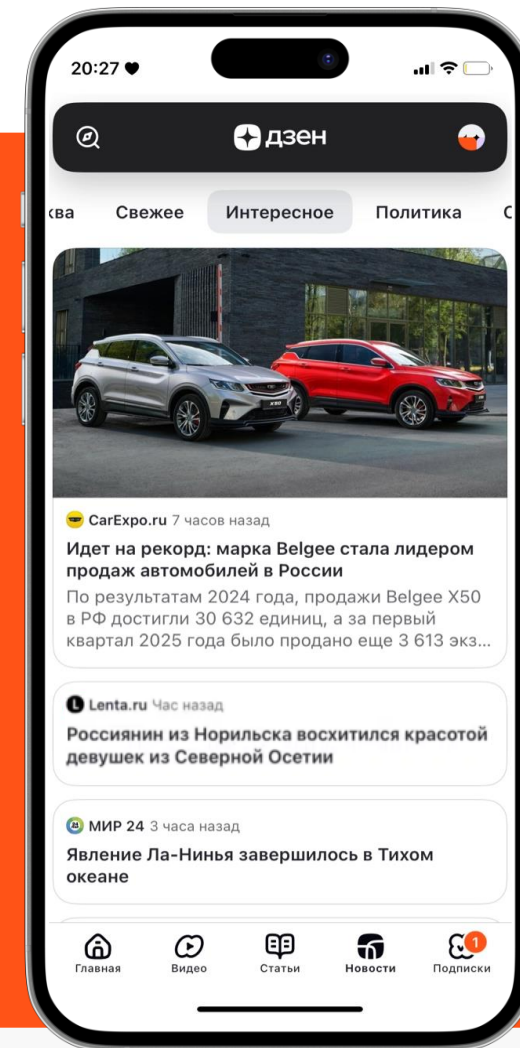 20:27
дзен
ква Свежее Интересное Политика С
X50
CarExpo.ru 7 часов назад
Идет на рекорд: марка Belgee стала лидером
продаж автомобилей в России
По результатам 2024 года, продажи Belgee X50
в РФ достигли 30 632 единиц, а за первый
квартал 2025 года было продано еще 3 613 экз...
L Lenta.ru Час назад
Россиянин из Норильска восхитился красотой
девушек из Северной Осетии
24 МИР 24 3 часа назад
Явление Ла-Нинья завершилось в Тихом
океане
1
Главная Видео Статьи Новости Подписки